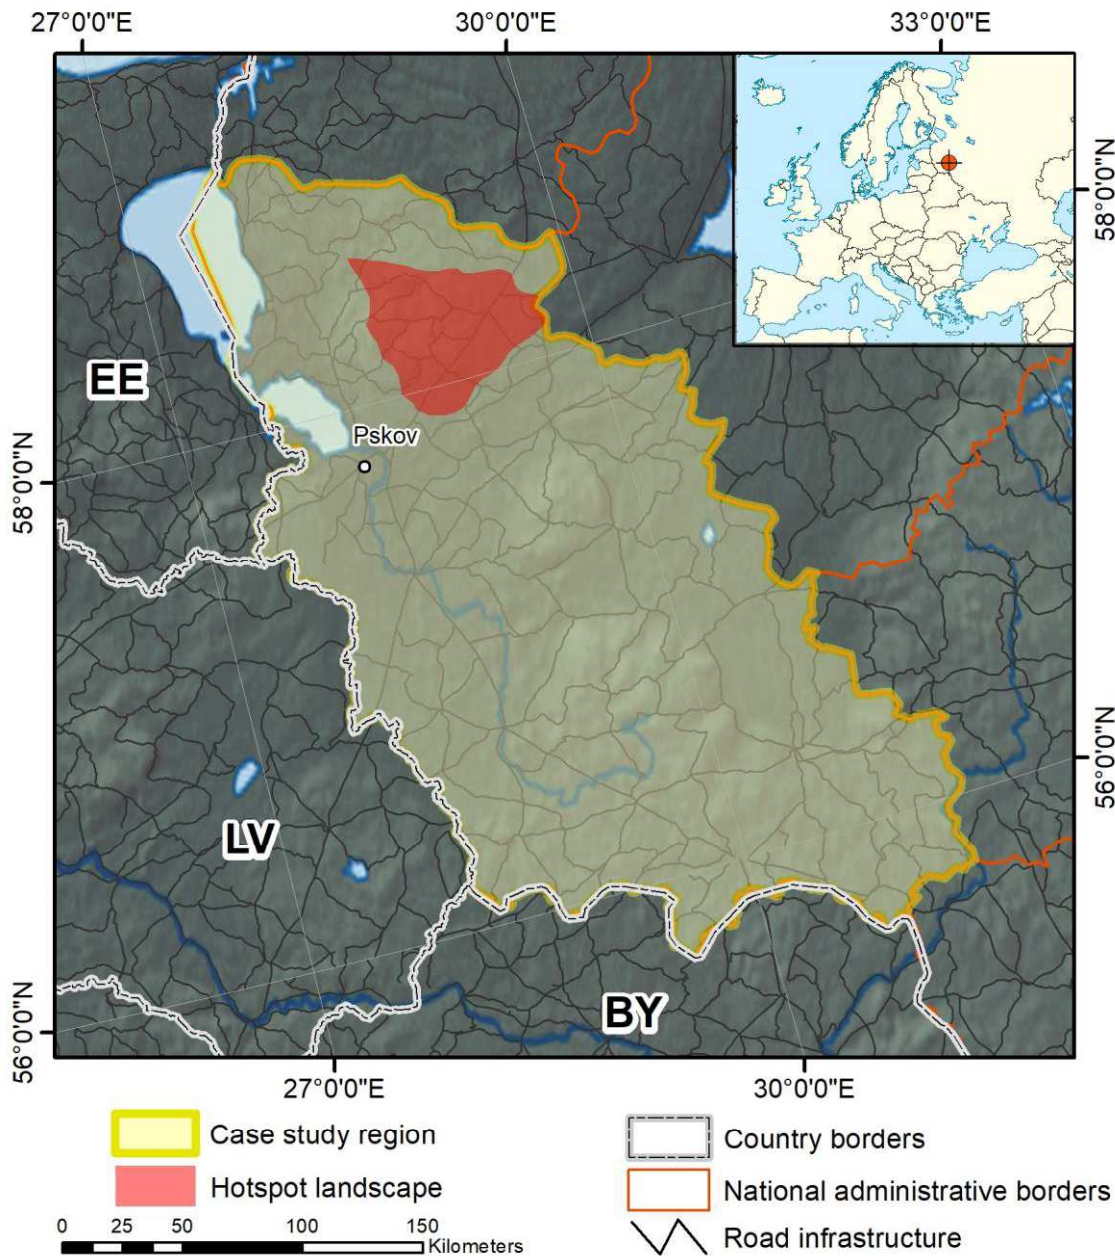 27°0'0"E 30°0'0"E 33°0'0"E
58°0'0"N
EE
Pskov
58°0'0"N
56°0'0"N
LV
BY
56°0'0"N
27°0'0"E 30°0'0"E
Case study region
Country borders
Hotspot landscape
National administrative borders
0 25 50 100 150
Kilometers
Road infrastructure